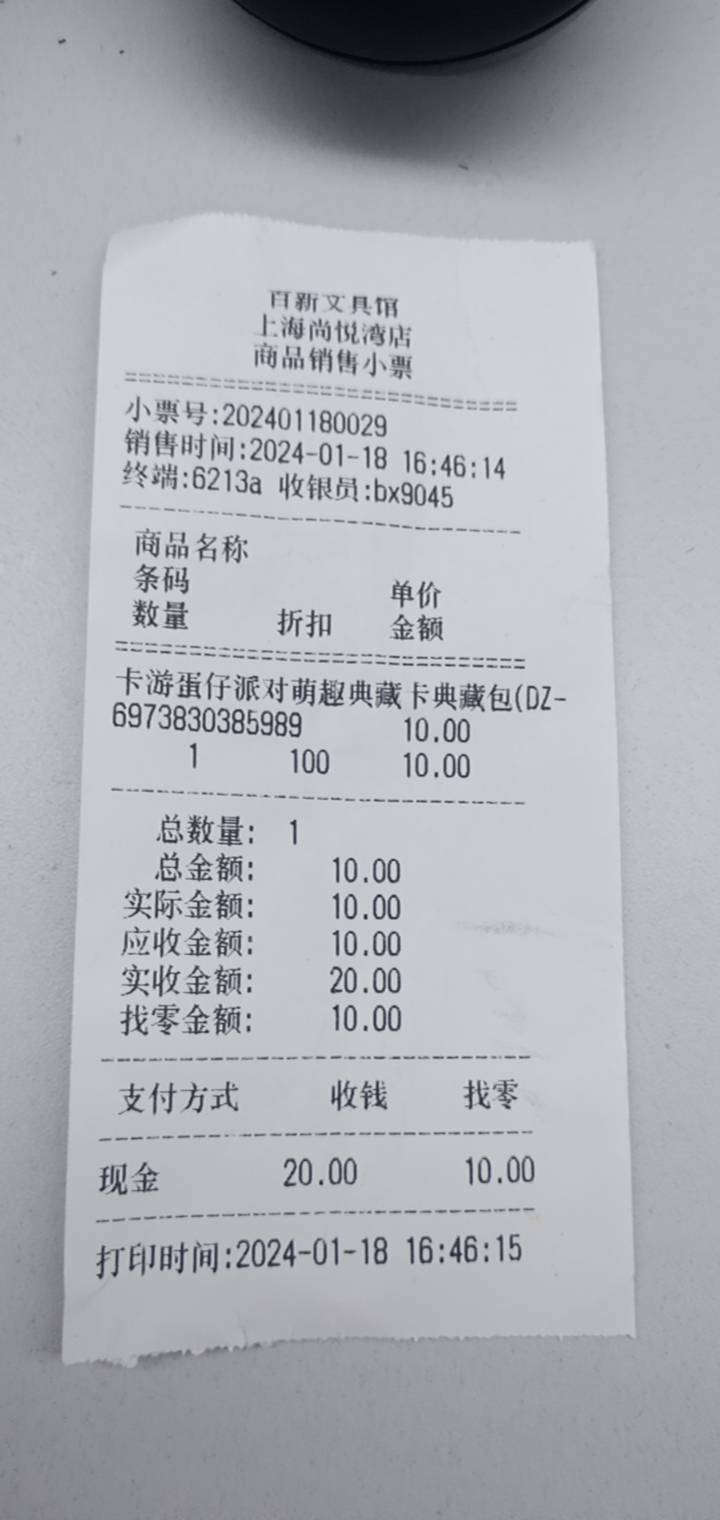 百新文具馆
上海尚悦湾店
商品销售小票
================================
小票号:202401180029
销售时间:2024-01-18 16:46:14
终端:6213a 收银员:bx9045
--------------------------------
商品名称
条码 单价
数量 折扣 金额
================================
卡游蛋仔派对萌趣典藏卡典藏包(DZ-
6973830385989 10.00
1 100 10.00
--------------------------------
总数量: 1
总金额: 10.00
实际金额: 10.00
应收金额: 10.00
实收金额: 20.00
找零金额: 10.00
--------------------------------
支付方式 收钱 找零
--------------------------------
现金 20.00 10.00
--------------------------------
打印时间:2024-01-18 16:46:15